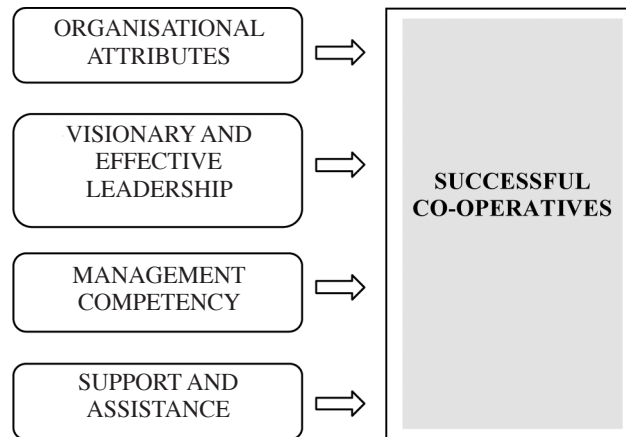 ORGANISATIONAL
ATTRIBUTES
VISIONARY AND
EFFECTIVE
LEADERSHIP
MANAGEMENT
COMPETENCY
SUPPORT AND
ASSISTANCE
SUCCESSFUL
CO-OPERATIVES